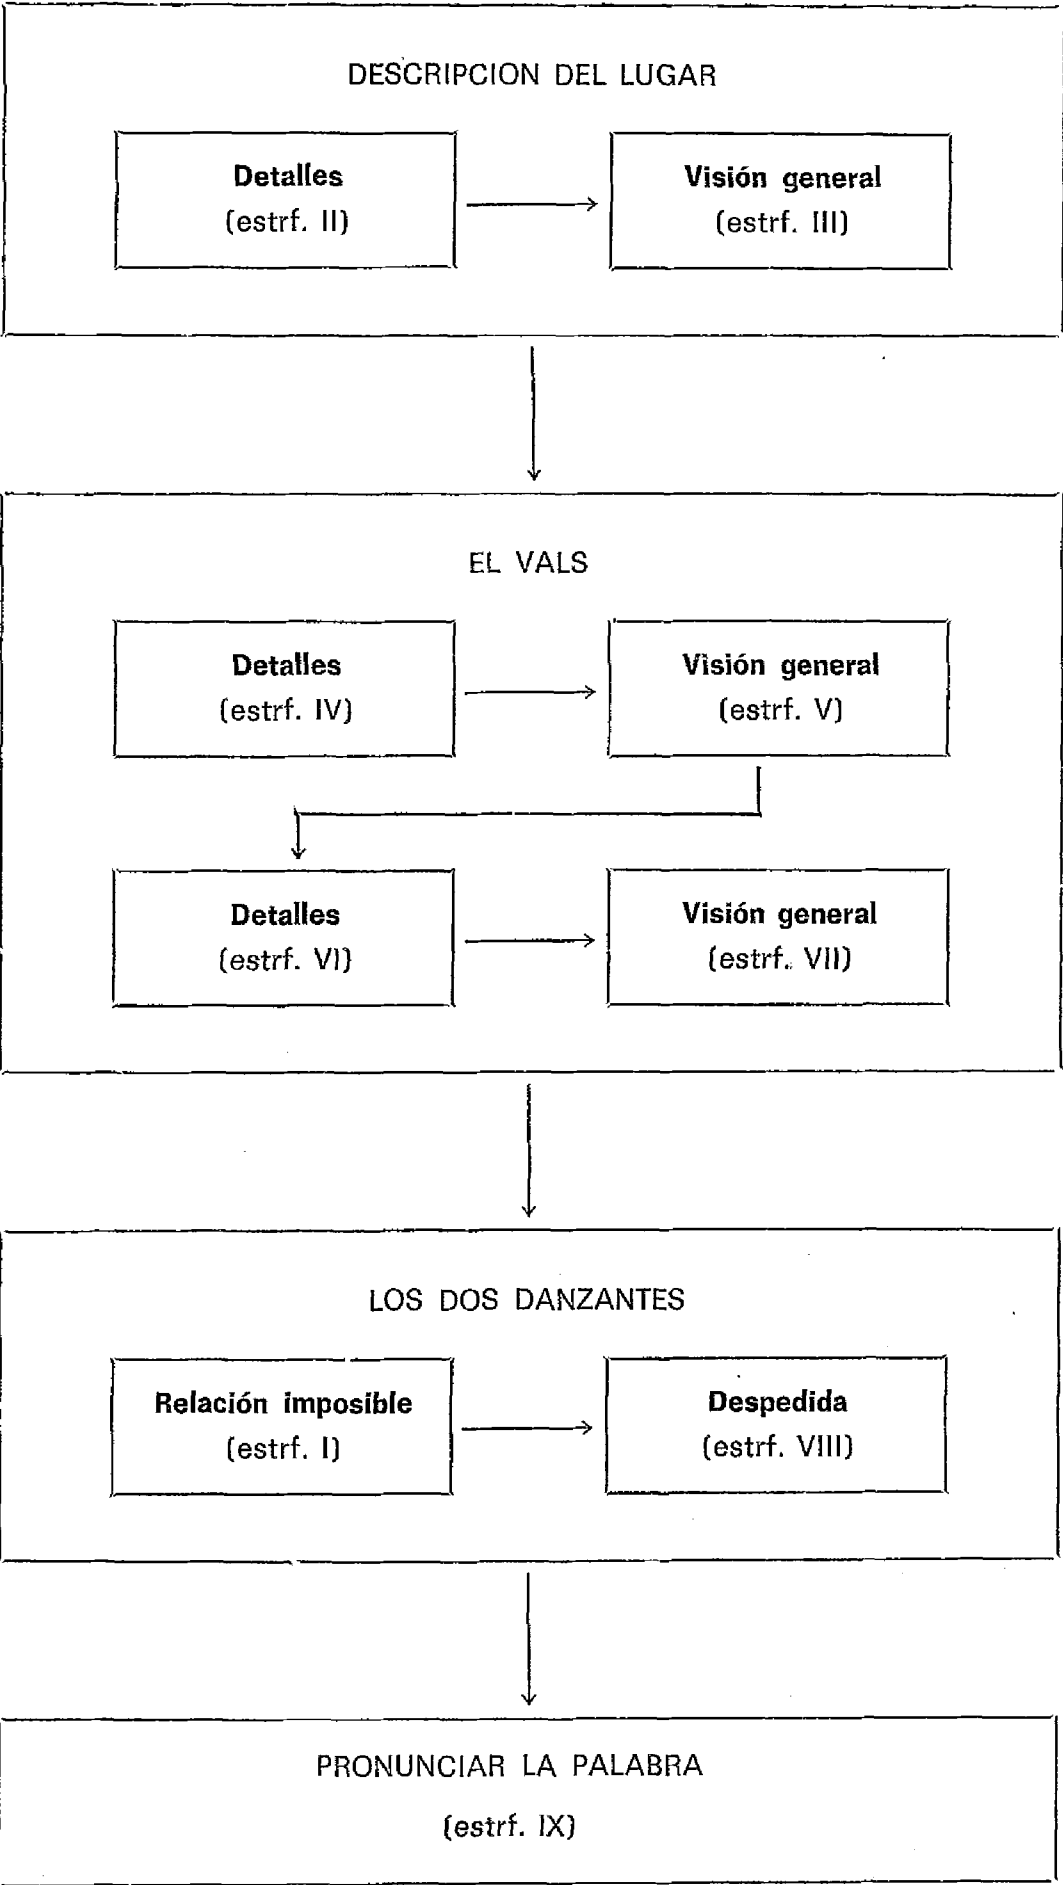 DESCRIPCION DEL LUGAR
Detalles
(estrf. II)
Visión general
(estrf. III)
EL VALS
Detalles
(estrf. IV)
Visión general
(estrf. V)
Detalles
(estrf. VI)
Visión general
(estrf. VII)
LOS DOS DANZANTES
Relación imposible
(estrf. I)
Despedida
(estrf. VIII)
PRONUNCIAR LA PALABRA
(estrf. IX)